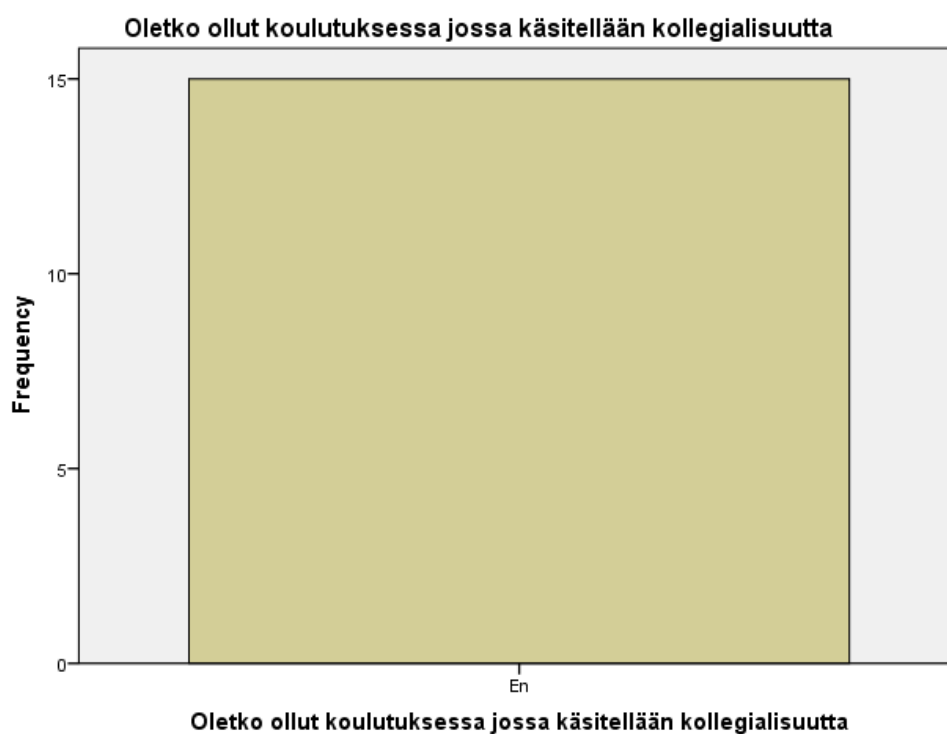 Oletko ollut koulutuksessa jossa käsitellään kollegialisuutta
15
10
5
0
Frequency
En
Oletko ollut koulutuksessa jossa käsitellään kollegialisuutta